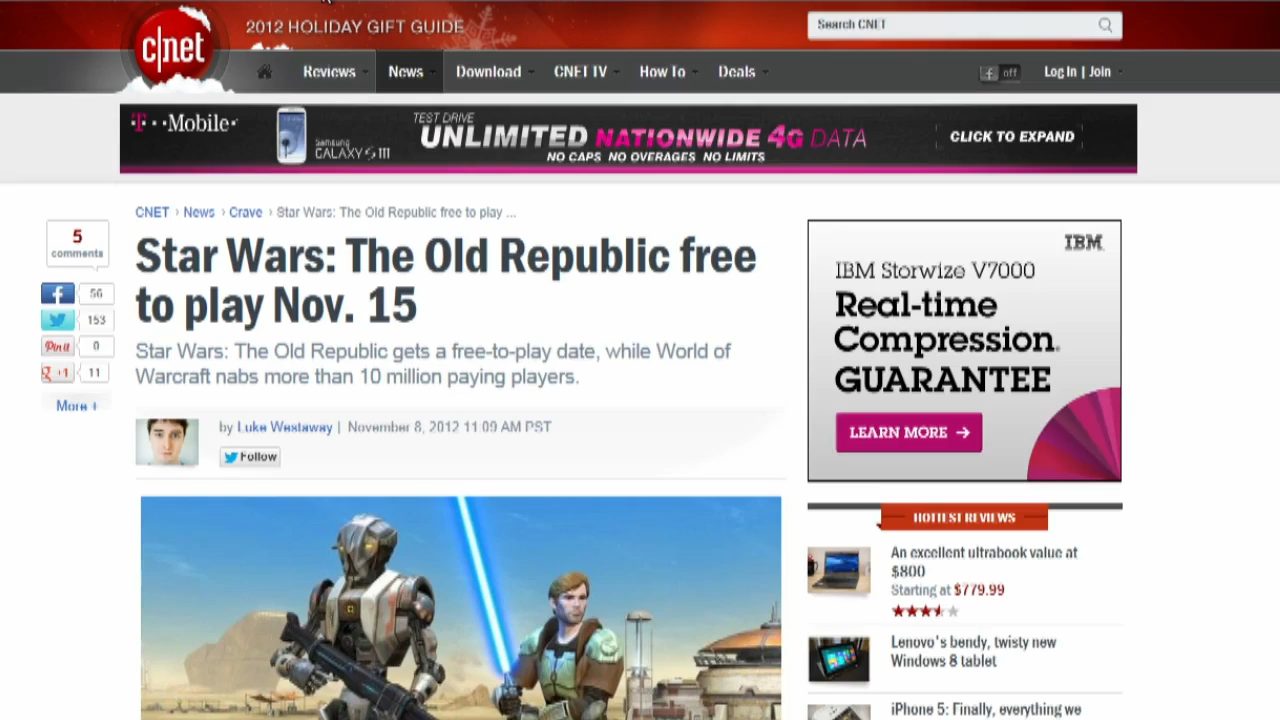 c|net
2012 HOLIDAY GIFT GUIDE
Search CNET
Reviews
News
Download
CNET TV
How To
Deals
off
Log In | Join
T··Mobile·
Samsung
GALAXY S III
TEST DRIVE
UNLIMITED NATIONWIDE 4G DATA
NO CAPS NO OVERAGES NO LIMITS
CLICK TO EXPAND
CNET › News › Crave › Star Wars: The Old Republic free to play ...
5
comments
56
153
Pin it 0
+1 11
More +
Star Wars: The Old Republic free
to play Nov. 15
Star Wars: The Old Republic gets a free-to-play date, while World of
Warcraft nabs more than 10 million paying players.
by Luke Westaway | November 8, 2012 11:09 AM PST
Follow
IBM
IBM Storwize V7000
Real-time
Compression
GUARANTEE
LEARN MORE →
HOTTEST REVIEWS
An excellent ultrabook value at
$800
Starting at $779.99
Lenovo's bendy, twisty new
Windows 8 tablet
iPhone 5: Finally, everything we